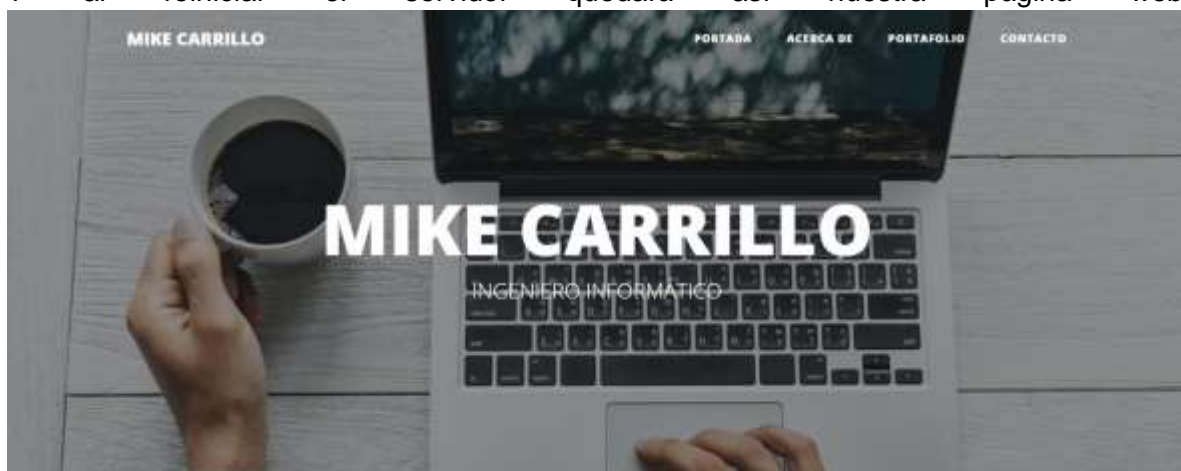 al reiniciar el servidor quedará así nuestra página web
MIKE CARRILLO
PORTADA ACERCA DE PORTAFOLIO CONTACTO
MIKE CARRILLO
INGENIERO INFORMÁTICO